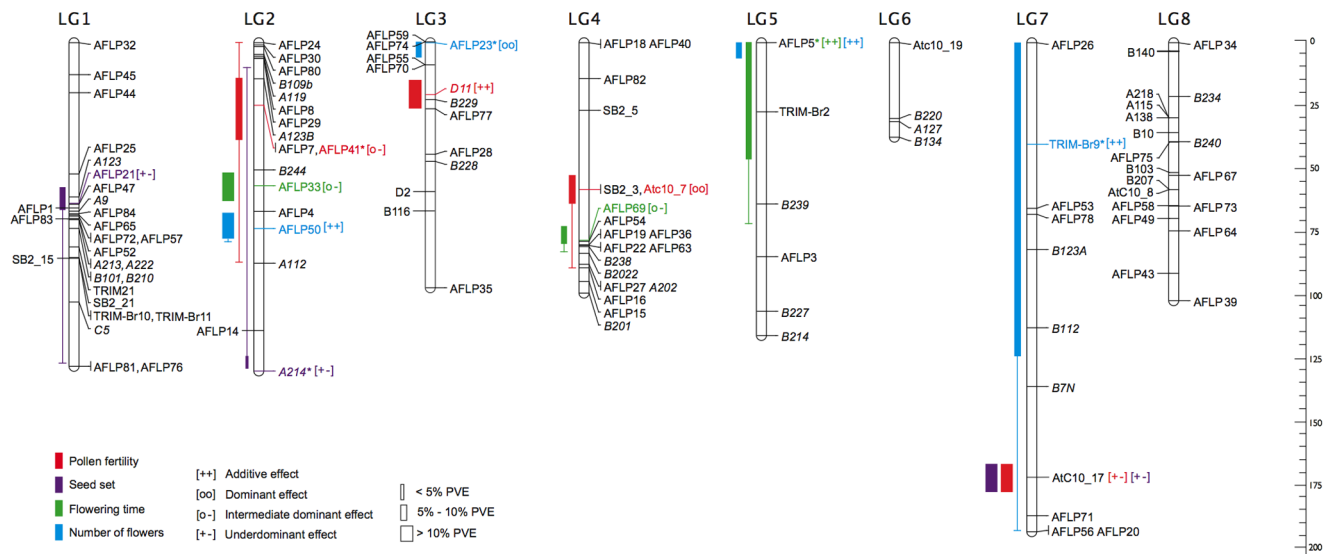 LG1
AFLP32
AFLP45
AFLP44
AFLP25
A123
AFLP21 [+-]
AFLP47
A9
AFLP1
AFLP84
AFLP83
AFLP65
AFLP72, AFLP57
AFLP52
SB2_15
A213, A222
B101, B210
TRIM21
SB2_21
TRIM-Br10, TRIM-Br11
C5
AFLP81, AFLP76
LG2
AFLP24
AFLP30
AFLP80
B109b
A119
AFLP8
AFLP29
A123B
AFLP7, AFLP41* [o-]
B244
AFLP33 [o-]
AFLP4
AFLP50 [++]
A112
AFLP14
A214* [+-]
LG3
AFLP59
AFLP74
AFLP23* [oo]
AFLP55
AFLP70
D11 [++]
B229
AFLP77
AFLP28
B228
D2
B116
AFLP35
LG4
AFLP18 AFLP40
AFLP82
SB2_5
SB2_3, Atc10_7 [oo]
AFLP69 [o-]
AFLP54
AFLP19 AFLP36
AFLP22 AFLP63
B238
B2022
AFLP27 A202
AFLP16
AFLP15
B201
LG5
AFLP5* [++] [++]
TRIM-Br2
B239
AFLP3
B227
B214
LG6
Atc10_19
B220
A127
B134
LG7
AFLP26
TRIM-Br9* [++]
AFLP53
AFLP78
B123A
B112
B7N
AtC10_17 [+-] [+-]
AFLP71
AFLP56 AFLP20
LG8
AFLP34
B140
A218
B234
A115
A138
B10
B240
AFLP75
B103
AFLP67
B207
AtC10_8
AFLP58
AFLP73
AFLP49
AFLP64
AFLP43
AFLP39
0
25
50
75
100
125
150
175
200
Pollen fertility
Seed set
Flowering time
Number of flowers
[++] Additive effect
[oo] Dominant effect
[o-] Intermediate dominant effect
[+-] Underdominant effect
< 5% PVE
5% - 10% PVE
> 10% PVE